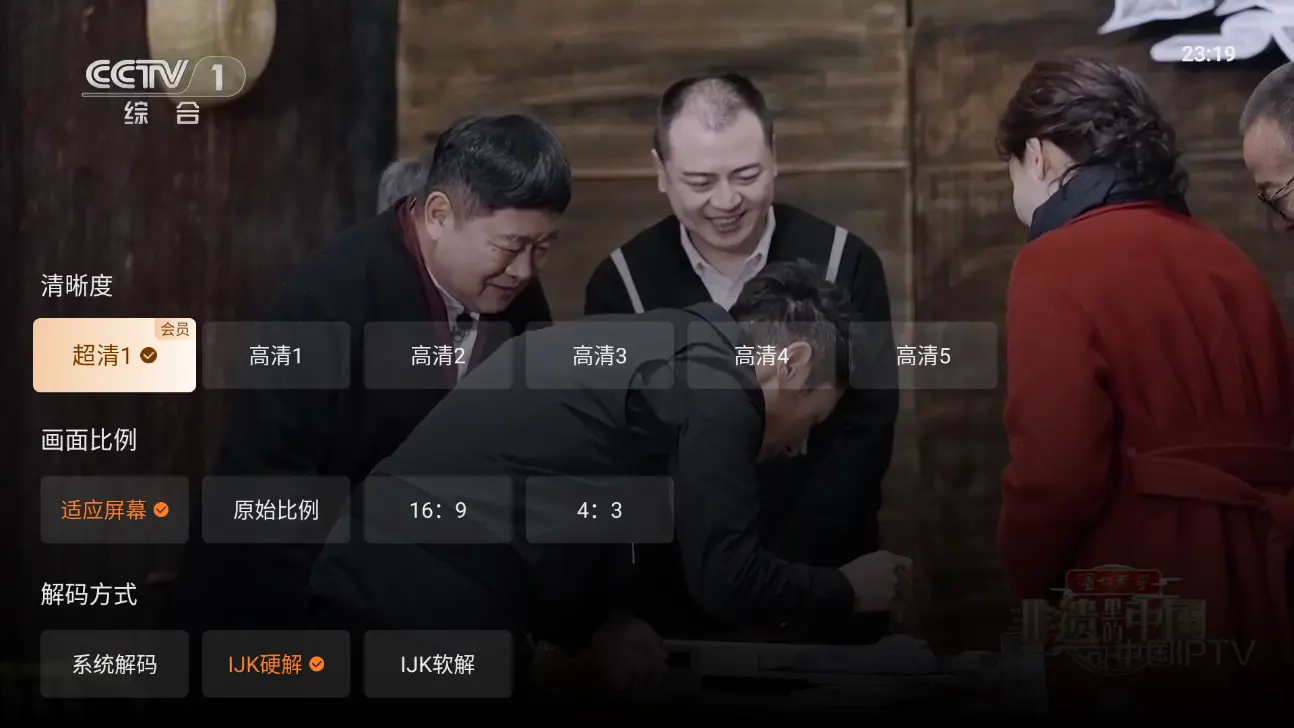 23:19
CCTV 1
综合
清晰度
会员
超清1 高清1 高清2 高清3 高清4 高清5
画面比例
适应屏幕 原始比例 16：9 4：3
解码方式
系统解码 IJK硬解 IJK软解
非遗里的中国
中国IPTV